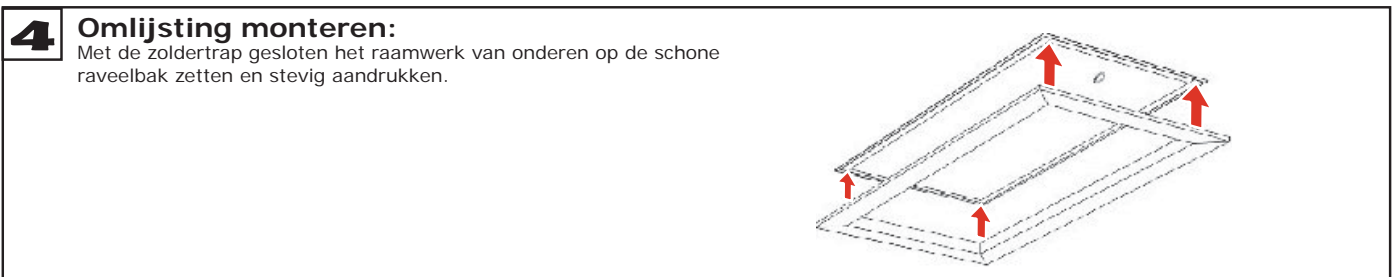 4
Omlijsting monteren:
Met de zoldertrap gesloten het raamwerk van onderen op de schone
raveelbak zetten en stevig aandrukken.